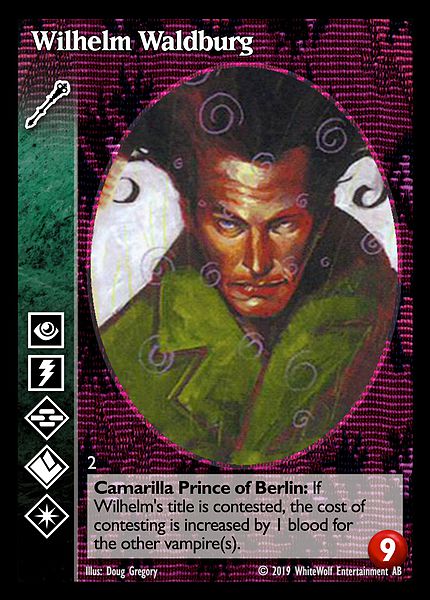 Wilhelm Waldburg
2
Camarilla Prince of Berlin: If
Wilhelm's title is contested, the cost of
contesting is increased by 1 blood for
the other vampire(s).
9
Illus: Doug Gregory
© 2019 WhiteWolf Entertainment AB